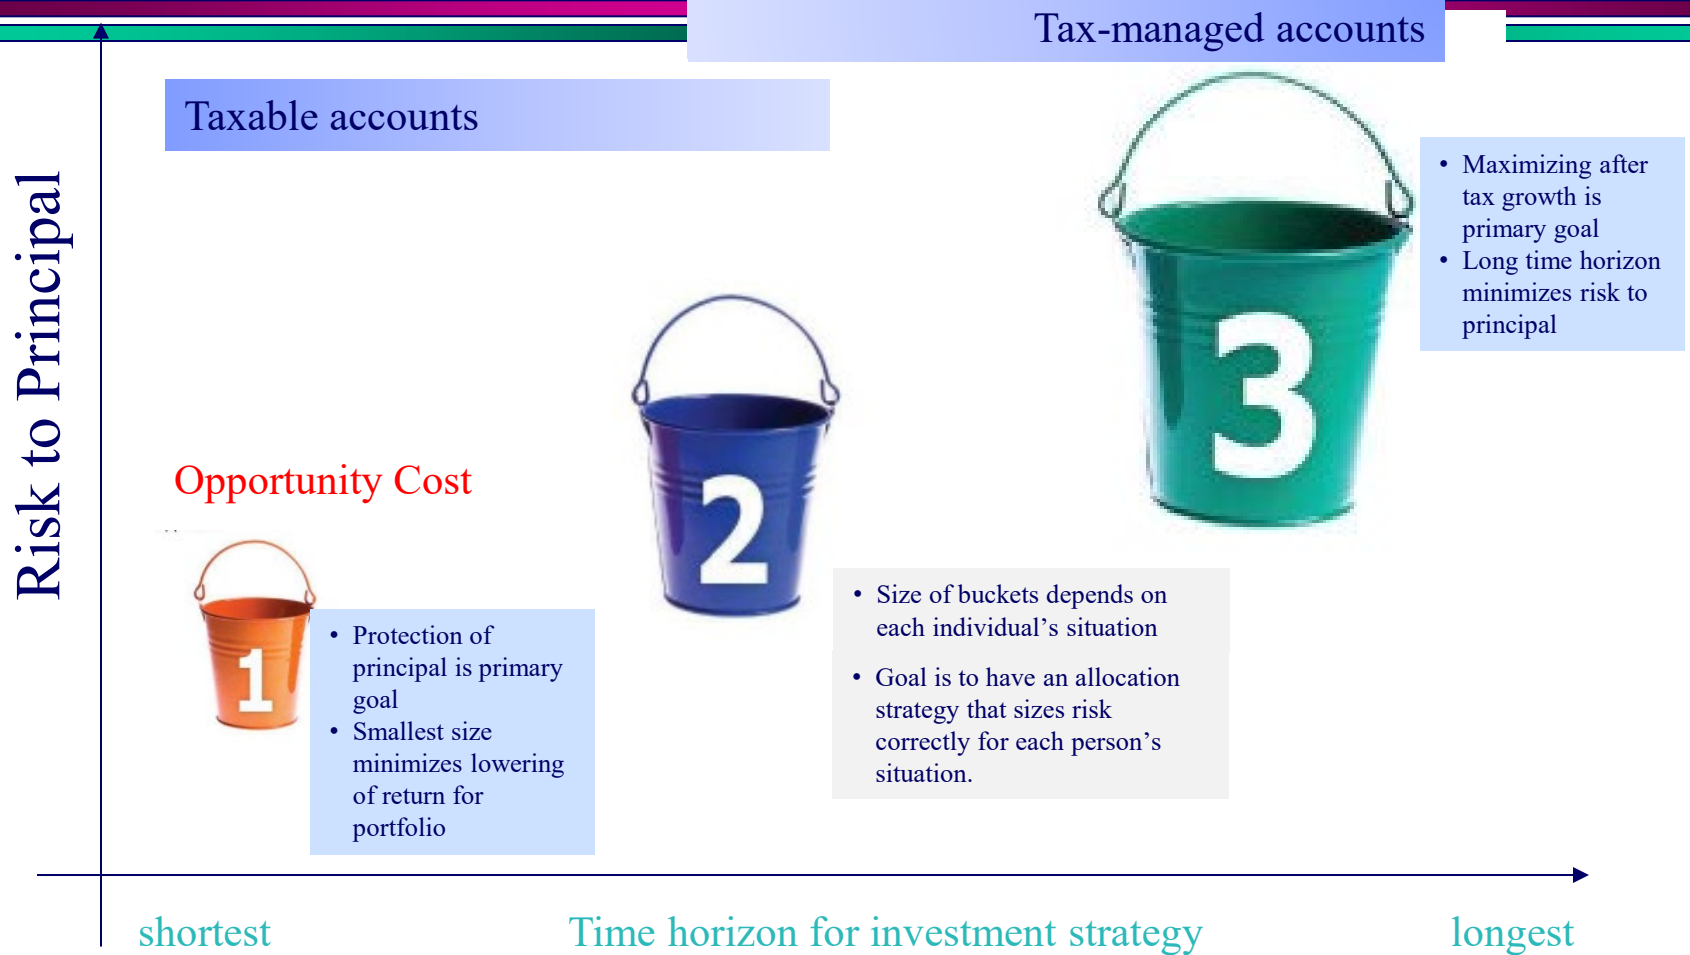 Tax-managed accounts
Taxable accounts
Risk to Principal
• Maximizing after
tax growth is
primary goal
• Long time horizon
minimizes risk to
principal
3
2
Opportunity Cost
1
• Protection of
principal is primary
goal
• Smallest size
minimizes lowering
of return for
portfolio
• Size of buckets depends on
each individual’s situation
• Goal is to have an allocation
strategy that sizes risk
correctly for each person’s
situation.
shortest
Time horizon for investment strategy
longest